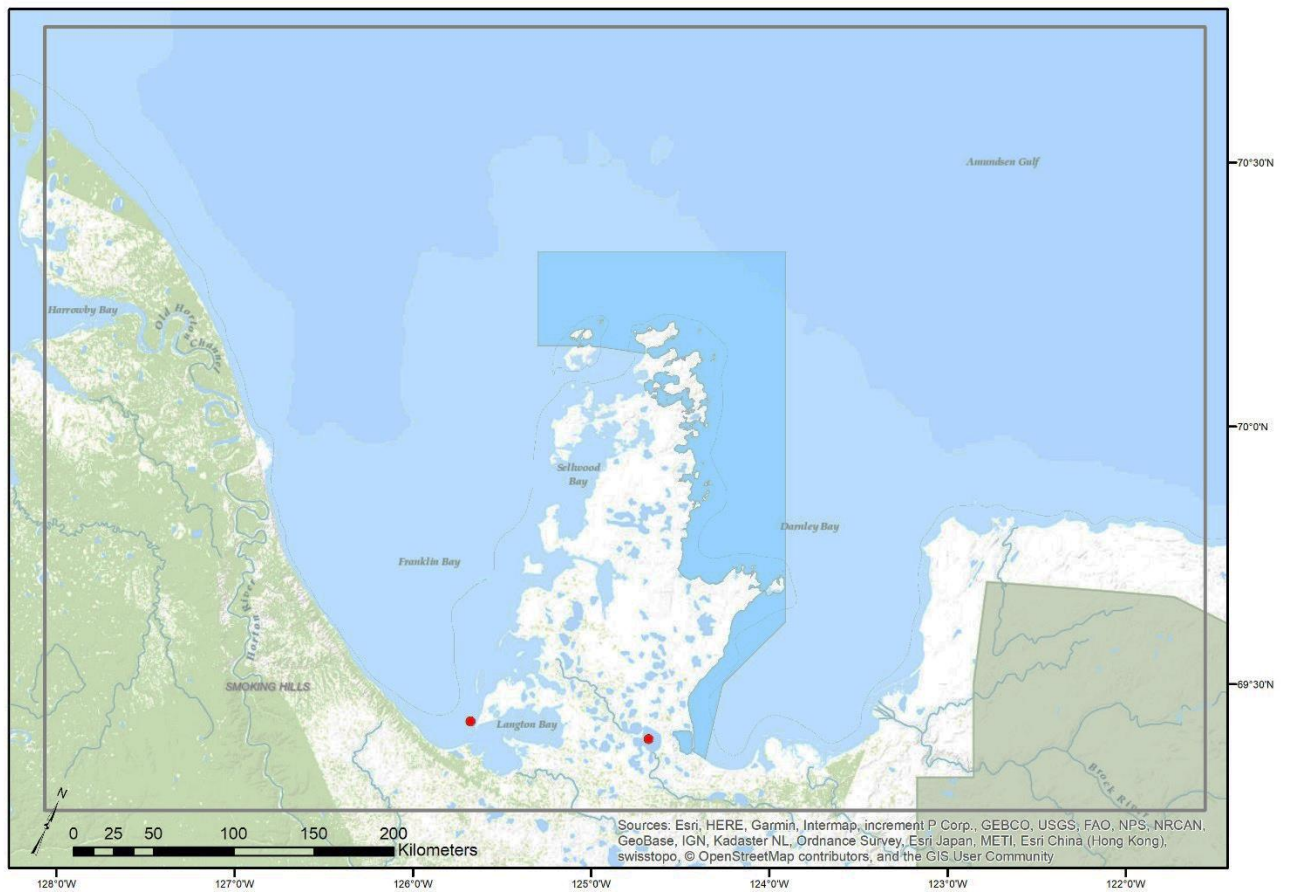 Amundsen Gulf
70°30'N
Harrowby Bay
Old Horton
Channel
70°0'N
Sellwood
Bay
Darnley Bay
Franklin Bay
Horton River
SMOKING HILLS
69°30'N
Langton Bay
Brock River
N
0 25 50 100 150 200
Kilometers
Sources: Esri, HERE, Garmin, Intermap, increment P Corp., GEBCO, USGS, FAO, NPS, NRCAN,
GeoBase, IGN, Kadaster NL, Ordnance Survey, Esri Japan, METI, Esri China (Hong Kong),
swisstopo, © OpenStreetMap contributors, and the GIS User Community
128°0'W 127°0'W 126°0'W 125°0'W 124°0'W 123°0'W 122°0'W